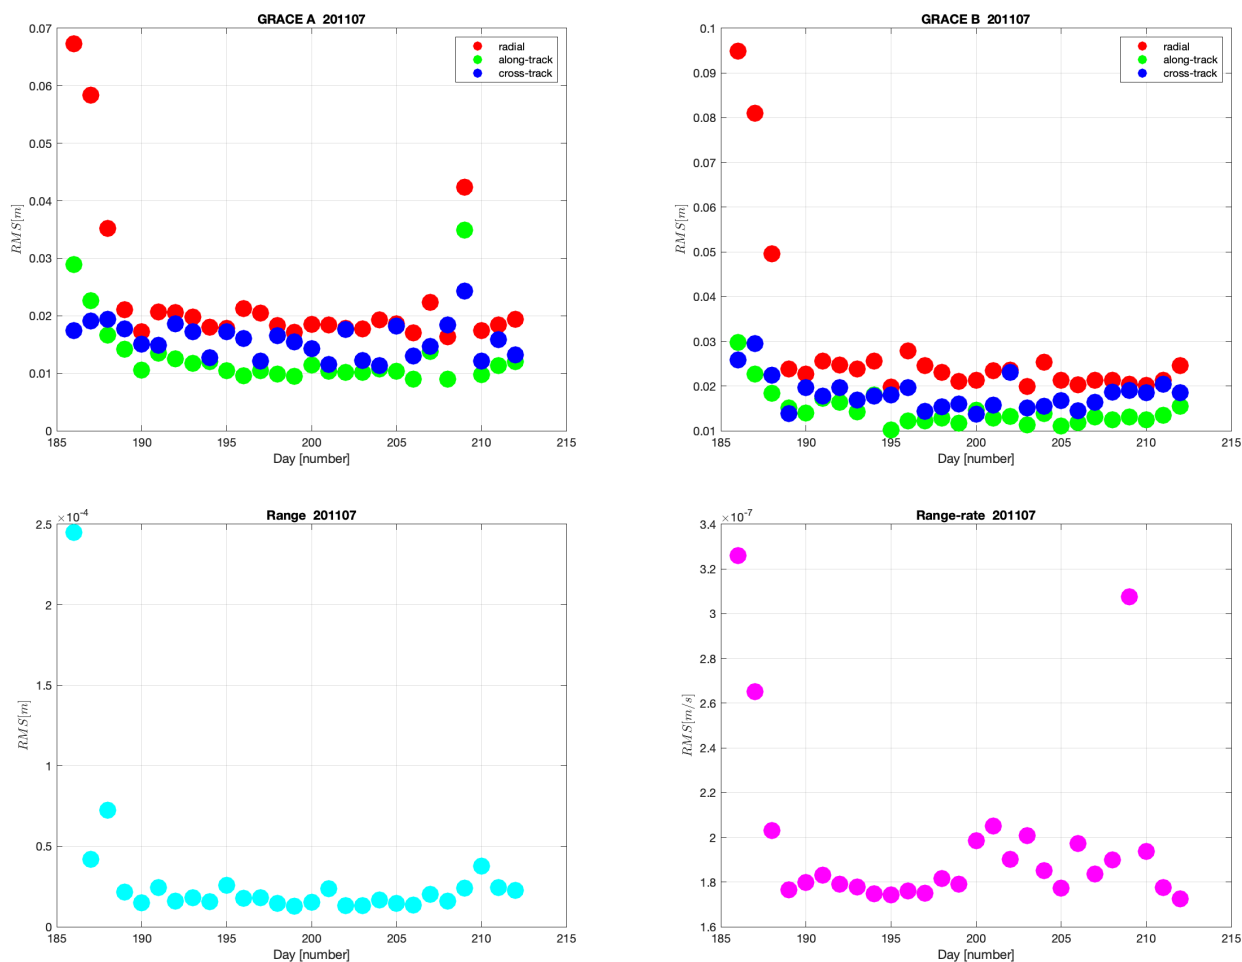 GRACE A 201107
0.07
0.06
0.05
0.04
0.03
0.02
0.01
0
RMS[m]
radial
along-track
cross-track
185 190 195 200 205 210 215
Day [number]
GRACE B 201107
0.1
0.09
0.08
0.07
0.06
0.05
0.04
0.03
0.02
0.01
RMS[m]
radial
along-track
cross-track
185 190 195 200 205 210 215
Day [number]
Range 201107
×10-4
2.5
2
1.5
1
0.5
0
RMS[m]
185 190 195 200 205 210 215
Day [number]
Range-rate 201107
×10-7
3.4
3.2
3
2.8
2.6
2.4
2.2
2
1.8
1.6
RMS[m/s]
185 190 195 200 205 210 215
Day [number]